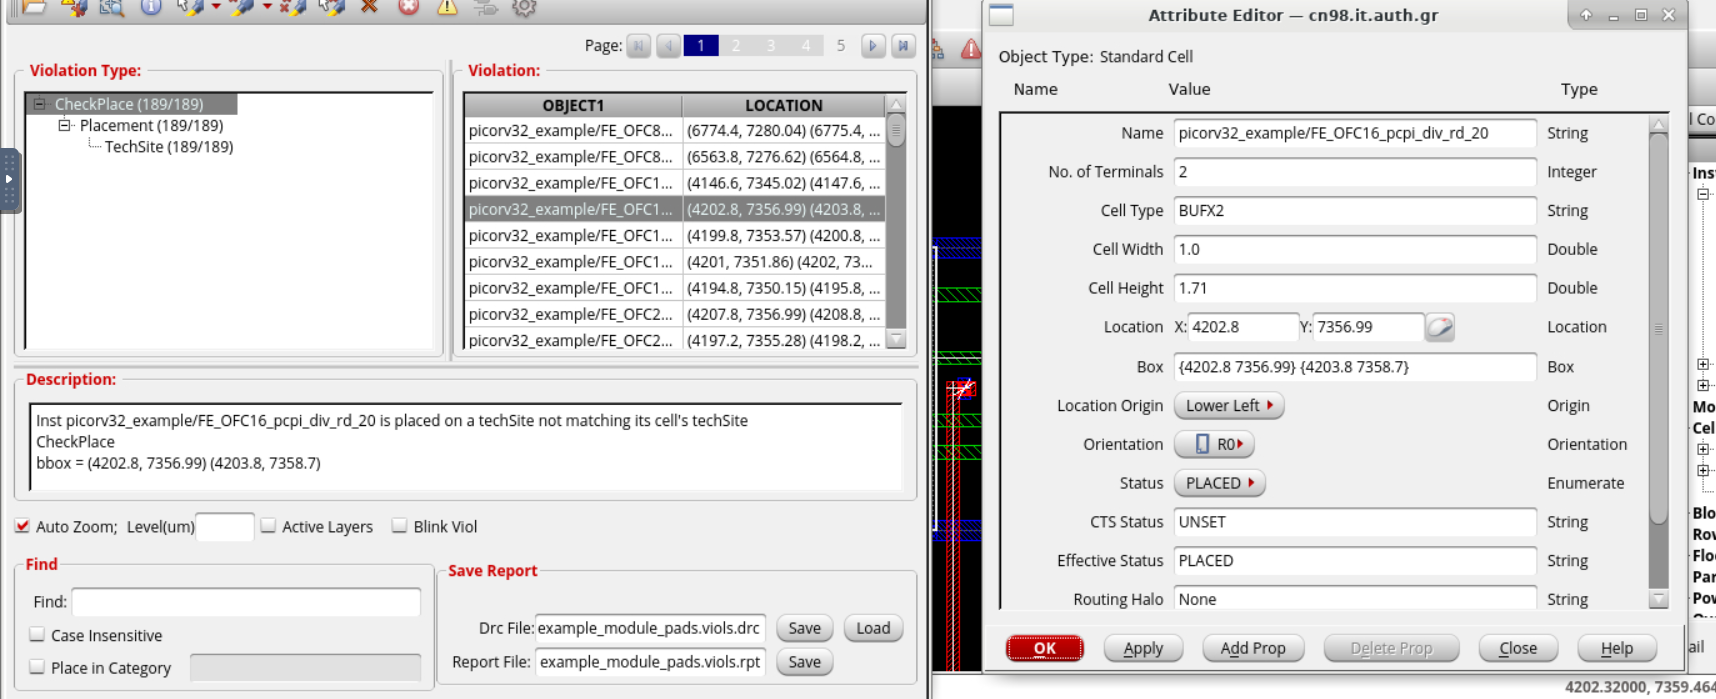 Page: 1 2 3 4 5
Violation Type:
CheckPlace (189/189)
Placement (189/189)
TechSite (189/189)
Violation:
OBJECT1 LOCATION
picorv32_example/FE_OFC8... (6774.4, 7280.04) (6775.4, ...
picorv32_example/FE_OFC8... (6563.8, 7276.62) (6564.8, ...
picorv32_example/FE_OFC1... (4146.6, 7345.02) (4147.6, ...
picorv32_example/FE_OFC1... (4202.8, 7356.99) (4203.8, ...
picorv32_example/FE_OFC1... (4199.8, 7353.57) (4200.8, ...
picorv32_example/FE_OFC1... (4201, 7351.86) (4202, 73...
picorv32_example/FE_OFC1... (4194.8, 7350.15) (4195.8, ...
picorv32_example/FE_OFC2... (4207.8, 7356.99) (4208.8, ...
picorv32_example/FE_OFC2... (4197.2, 7355.28) (4198.2, ...
Description:
Inst picorv32_example/FE_OFC16_pcpi_div_rd_20 is placed on a techSite not matching its cell's techSite
CheckPlace
bbox = (4202.8, 7356.99) (4203.8, 7358.7)
Auto Zoom; Level(um) Active Layers Blink Viol
Find
Find:
Case Insensitive
Place in Category
Save Report
Drc File: example_module_pads.viols.drc Save Load
Report File: example_module_pads.viols.rpt Save
Attribute Editor — cn98.it.auth.gr
Object Type: Standard Cell
Name Value Type
Name picorv32_example/FE_OFC16_pcpi_div_rd_20 String
No. of Terminals 2 Integer
Cell Type BUFX2 String
Cell Width 1.0 Double
Cell Height 1.71 Double
Location X: 4202.8 Y: 7356.99 Location
Box {4202.8 7356.99} {4203.8 7358.7} Box
Location Origin Lower Left Origin
Orientation R0 Orientation
Status PLACED Enumerate
CTS Status UNSET String
Effective Status PLACED String
Routing Halo None String
OK Apply Add Prop Delete Prop Close Help
l Co
Inst
Mo
Cel
Blo
Rov
Floo
Par
Pov
ail
4202.32000, 7359.464